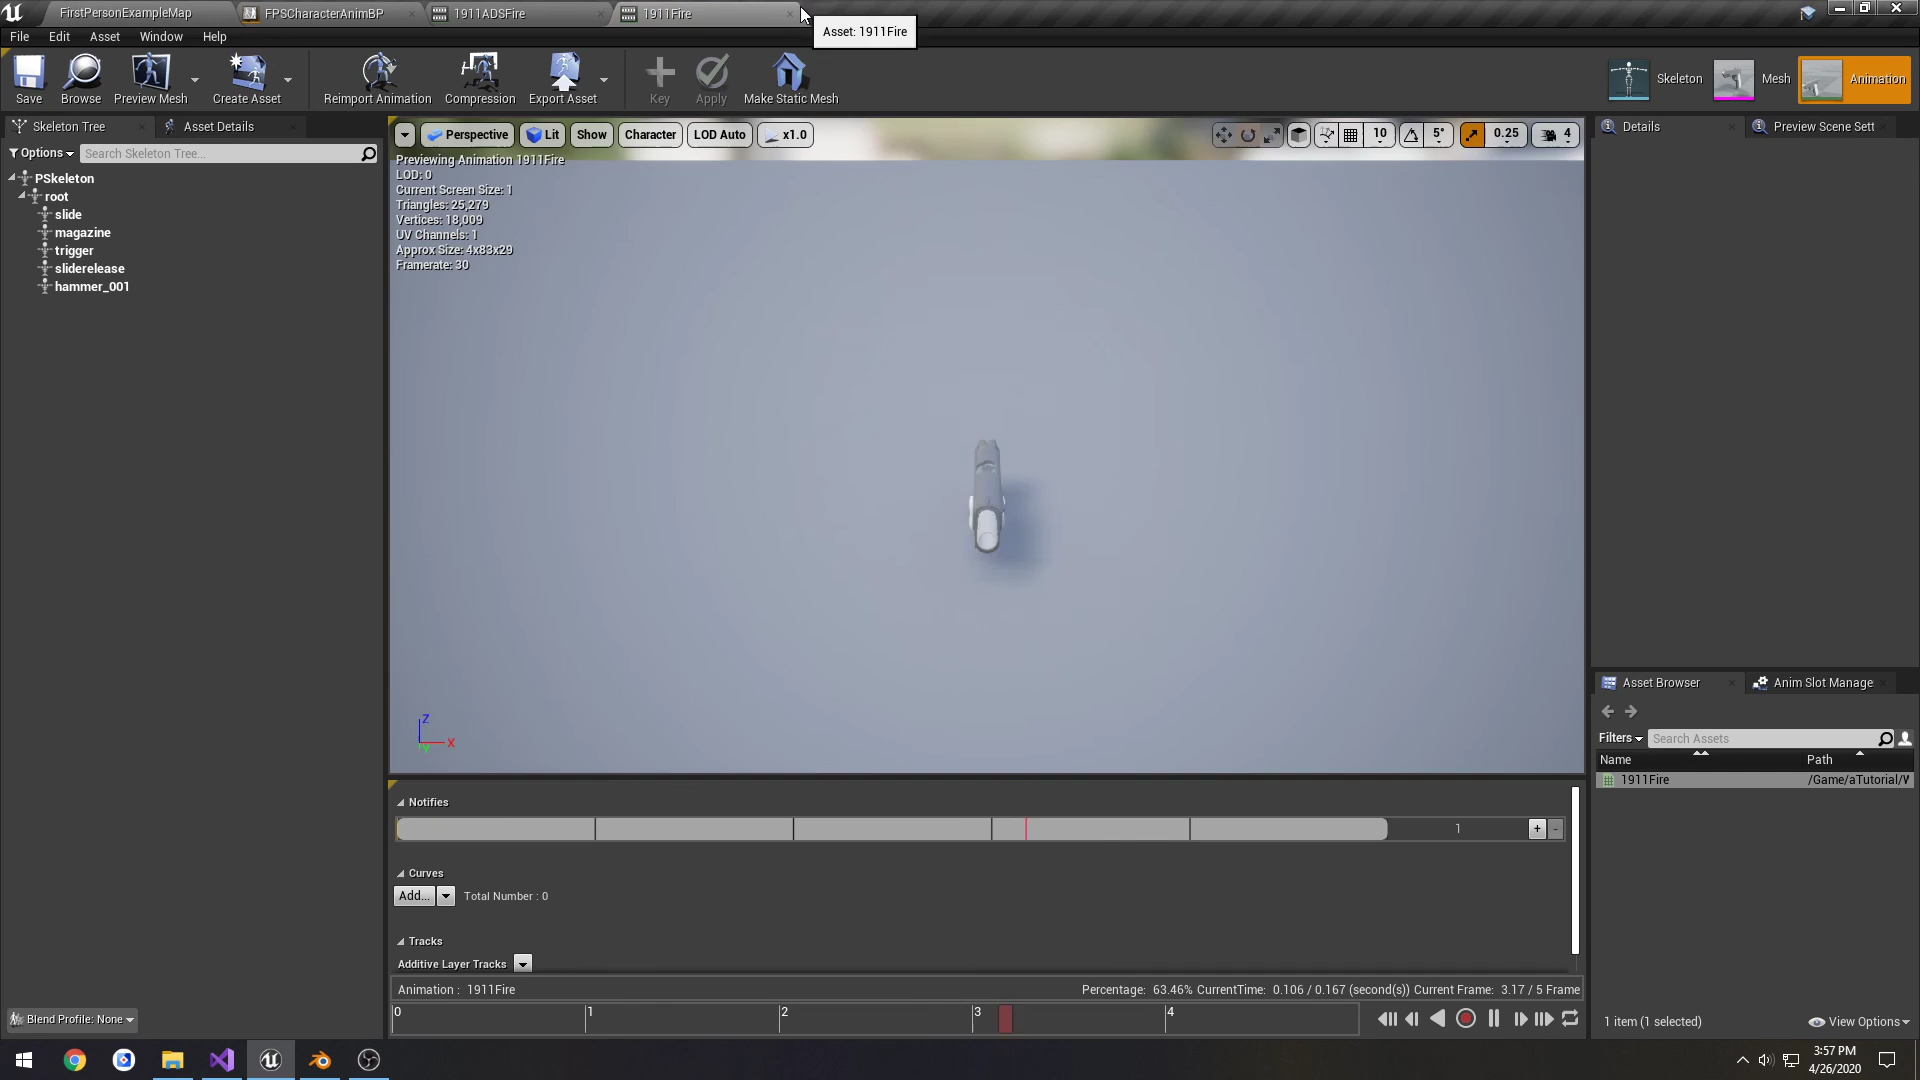 FirstPersonExampleMap
FPSCharacterAnimBP
1911ADSFire
1911Fire
Asset: 1911Fire
File
Edit
Asset
Window
Help
Save
Browse
Preview Mesh
Create Asset
Reimport Animation
Compression
Export Asset
Key
Apply
Make Static Mesh
Skeleton
Mesh
Animation
Skeleton Tree
Asset Details
Details
Preview Scene Sett
Options
Search Skeleton Tree...
PSkeleton
root
slide
magazine
trigger
sliderelease
hammer_001
Perspective
Lit
Show
Character
LOD Auto
x1.0
10
5°
0.25
4
Previewing Animation 1911Fire
LOD: 0
Current Screen Size: 1
Triangles: 25,279
Vertices: 18,009
UV Channels: 1
Approx Size: 4x83x29
Framerate: 30
Z
X
Y
Notifies
1
+
-
Curves
Add...
Total Number : 0
Tracks
Additive Layer Tracks
Animation : 1911Fire
Percentage: 63.46% CurrentTime: 0.106 / 0.167 (second(s)) Current Frame: 3.17 / 5 Frame
0
1
2
3
4
Blend Profile: None
Asset Browser
Anim Slot Manage
Filters
Search Assets
Name
Path
1911Fire
/Game/aTutorial/W
1 item (1 selected)
View Options
3:57 PM
4/26/2020